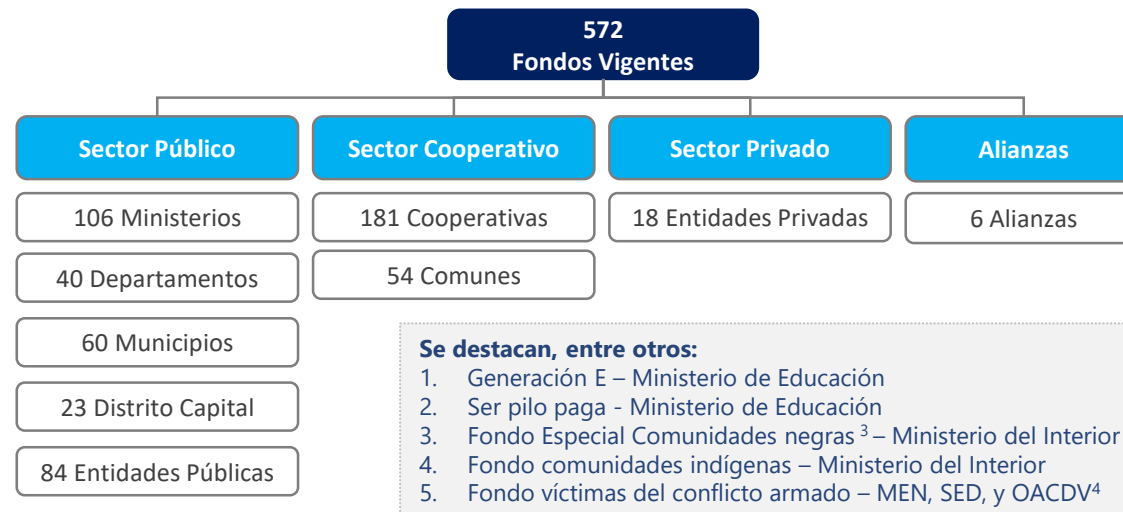 572
Fondos Vigentes
Sector Público
Sector Cooperativo
Sector Privado
Alianzas
106 Ministerios
181 Cooperativas
18 Entidades Privadas
6 Alianzas
40 Departamentos
54 Comunes
60 Municipios
23 Distrito Capital
84 Entidades Públicas
Se destacan, entre otros:
1. Generación E – Ministerio de Educación
2. Ser pilo paga - Ministerio de Educación
3. Fondo Especial Comunidades negras ³ – Ministerio del Interior
4. Fondo comunidades indígenas – Ministerio del Interior
5. Fondo víctimas del conflicto armado – MEN, SED, y OACDV⁴